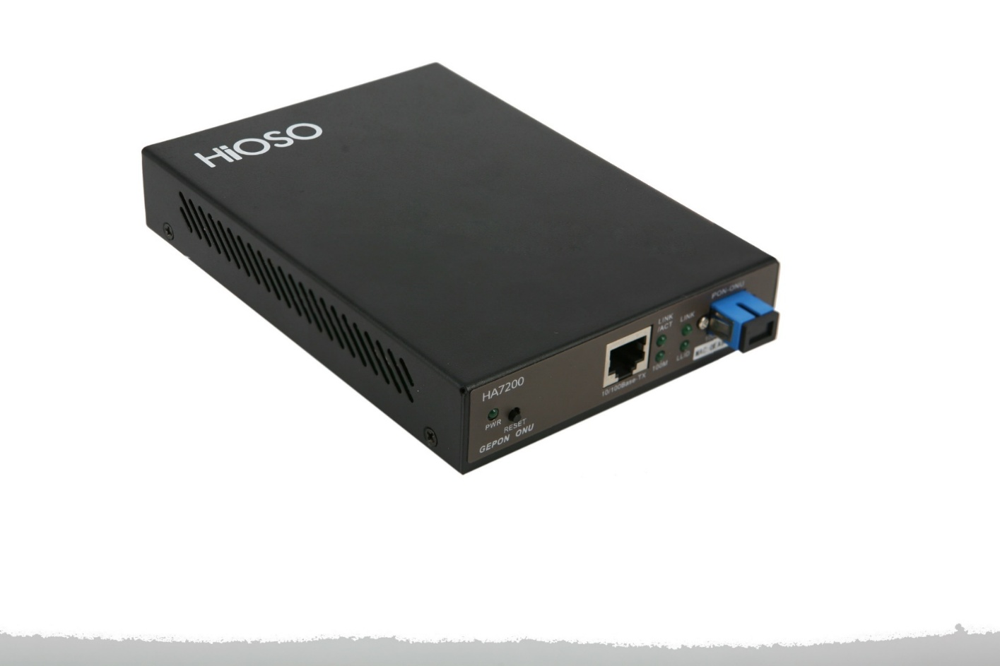 HiOSO
PON-ONU
LINK
/ACT
LINK
100M
LLID
10/100Base-TX
HA7200
PWR
RESET
GEPON ONU